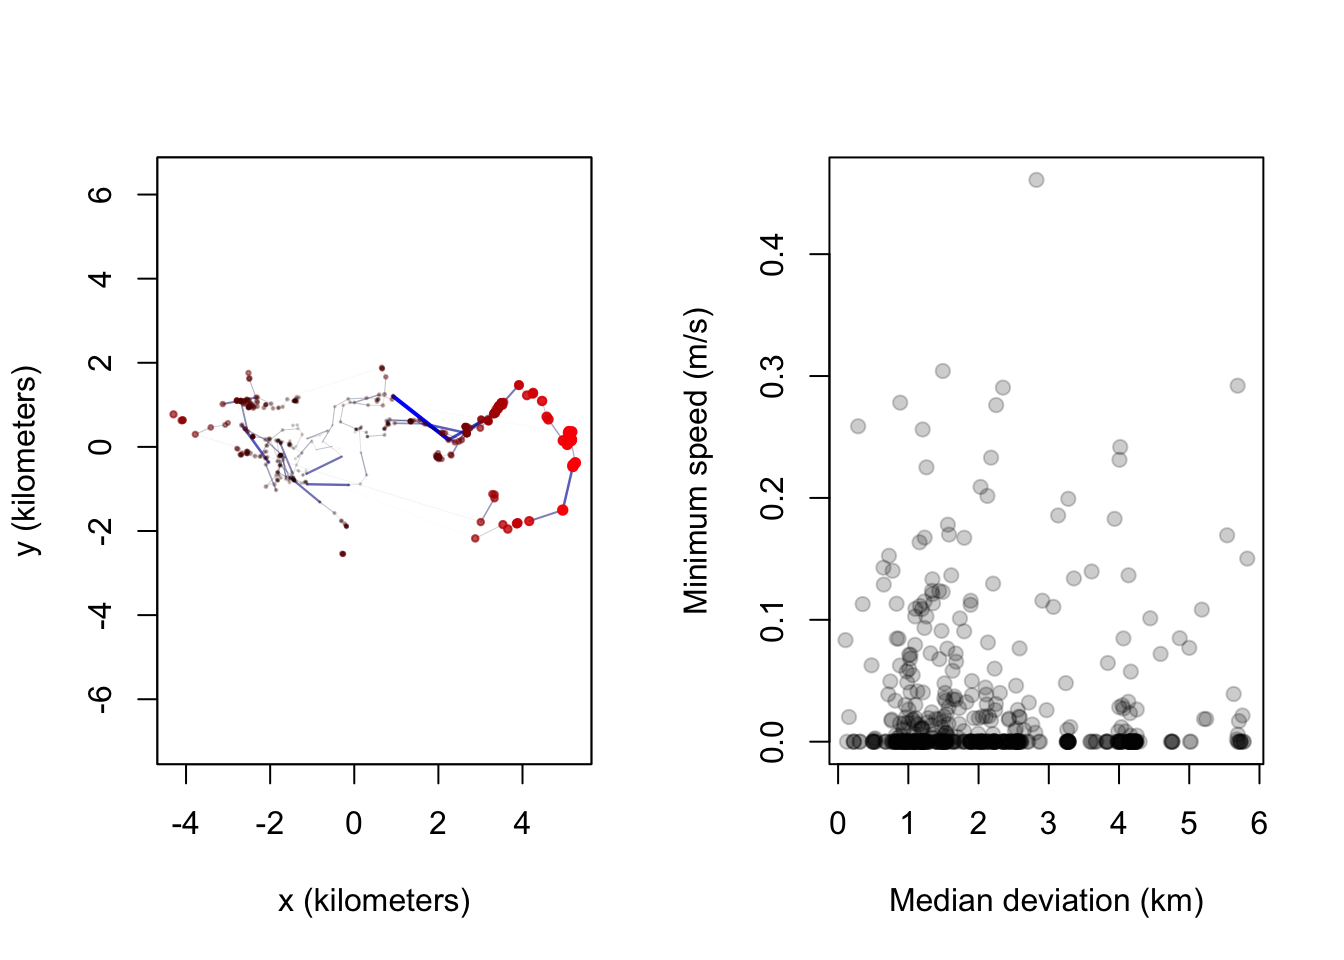 6
4
2
0
-2
-4
-6
y (kilometers)
-4 -2 0 2 4
x (kilometers)
0.4
0.3
0.2
0.1
0.0
Minimum speed (m/s)
0 1 2 3 4 5 6
Median deviation (km)